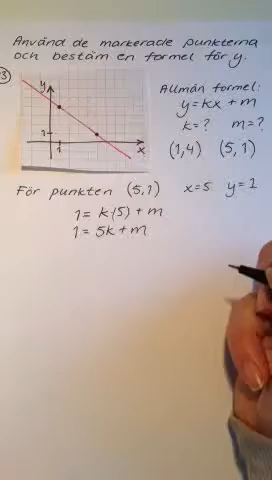 Använd de markerade punkterna
och bestäm en formel för y.
Allmän formel:
y = kx + m
k = ? m = ?
(1,4) (5,1)
y
1
1
x
För punkten (5,1) x=5 y=1
1 = k·(5) + m
1 = 5k + m